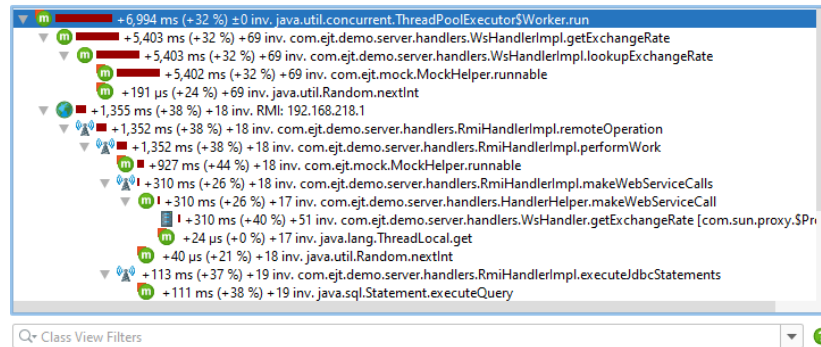 m +6,994 ms (+32 %) ±0 inv. java.util.concurrent.ThreadPoolExecutor$Worker.run
m +5,403 ms (+32 %) +69 inv. com.ejt.demo.server.handlers.WsHandlerImpl.getExchangeRate
m +5,403 ms (+32 %) +69 inv. com.ejt.demo.server.handlers.WsHandlerImpl.lookupExchangeRate
m +5,402 ms (+32 %) +69 inv. com.ejt.mock.MockHelper.runnable
m +191 µs (+24 %) +69 inv. java.util.Random.nextInt
+1,355 ms (+38 %) +18 inv. RMI: 192.168.218.1
+1,352 ms (+38 %) +18 inv. com.ejt.demo.server.handlers.RmiHandlerImpl.remoteOperation
+1,352 ms (+38 %) +18 inv. com.ejt.demo.server.handlers.RmiHandlerImpl.performWork
m +927 ms (+44 %) +18 inv. com.ejt.mock.MockHelper.runnable
+310 ms (+26 %) +18 inv. com.ejt.demo.server.handlers.RmiHandlerImpl.makeWebServiceCalls
m +310 ms (+26 %) +17 inv. com.ejt.demo.server.handlers.HandlerHelper.makeWebServiceCall
+310 ms (+40 %) +51 inv. com.ejt.demo.server.handlers.WsHandler.getExchangeRate [com.sun.proxy.$Pr
m +24 µs (+0 %) +17 inv. java.lang.ThreadLocal.get
m +40 µs (+21 %) +18 inv. java.util.Random.nextInt
+113 ms (+37 %) +19 inv. com.ejt.demo.server.handlers.RmiHandlerImpl.executeJdbcStatements
m +111 ms (+38 %) +19 inv. java.sql.Statement.executeQuery
Class View Filters